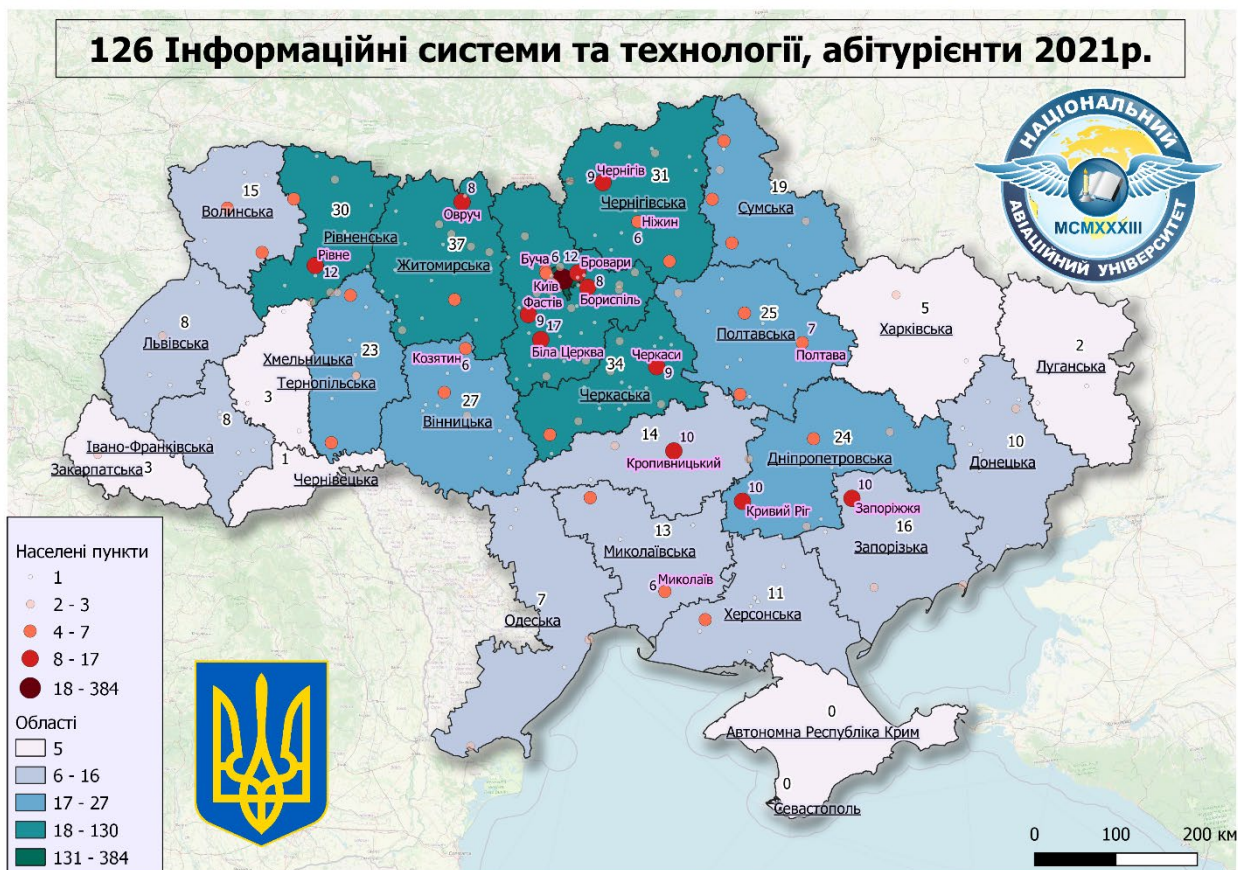 126 Інформаційні системи та технології, абітурієнти 2021р.
НАЦІОНАЛЬНИЙ
АВІАЦІЙНИЙ УНІВЕРСИТЕТ
MCMXXXIII
15
Волинська
30
Рівненська
Рівне
12
8
Овруч
37
Житомирська
9
Чернігів
31
Чернігівська
Ніжин
6
19
Сумська
Буча
6
12
Бровари
Київ
8
Бориспіль
Фастів
9
17
Біла Церква
8
Львівська
Хмельницька
23
Тернопільська
3
Козятин
6
27
Вінницька
34
Черкаси
9
Черкаська
25
Полтавська
7
Полтава
5
Харківська
2
Луганська
8
Івано-Франківська
Закарпатська
3
1
Чернівецька
14
10
Кропивницький
24
Дніпропетровська
10
Кривий Ріг
10
Донецька
10
Запоріжжя
16
Запорізька
13
Миколаївська
6
Миколаїв
7
Одеська
11
Херсонська
0
Автономна Республіка Крим
0
Севастополь
Населені пункти
1
2 - 3
4 - 7
8 - 17
18 - 384
Області
5
6 - 16
17 - 27
18 - 130
131 - 384
0 100 200 км